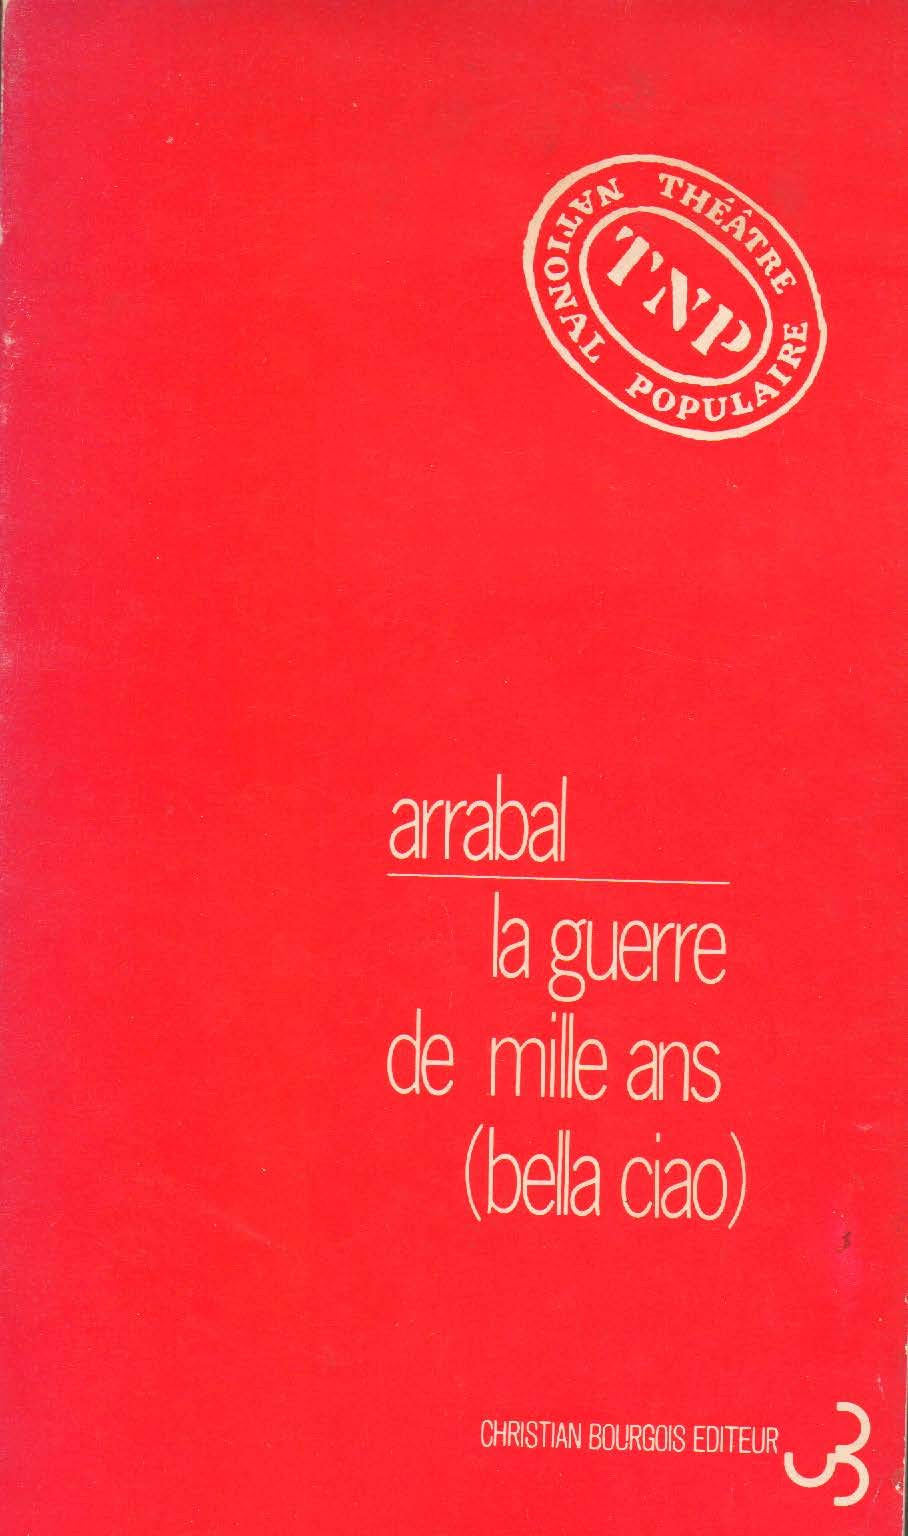 THÉÂTRE
NATIONAL
POPULAIRE
TNP
arrabal
la guerre
de mille ans
(bella ciao)
CHRISTIAN BOURGOIS EDITEUR